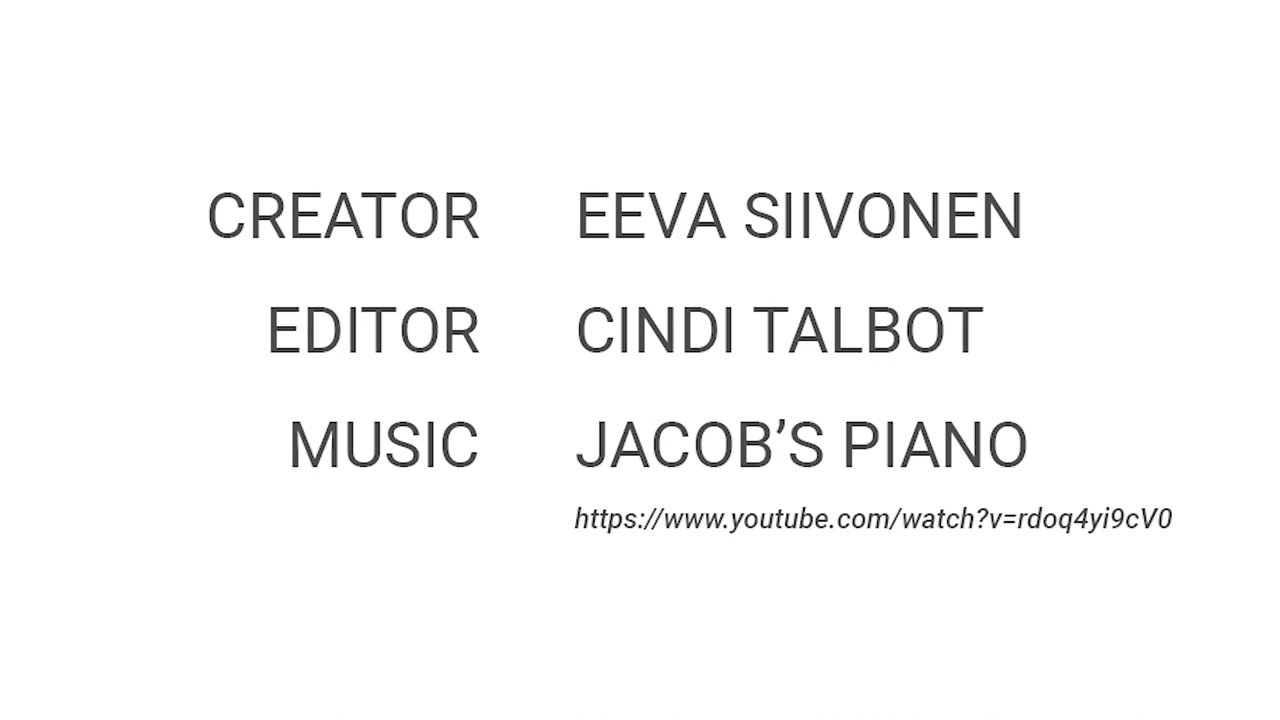 CREATOR EEVA SIIVONEN
EDITOR CINDI TALBOT
MUSIC JACOB’S PIANO
https://www.youtube.com/watch?v=rdoq4yi9cV0